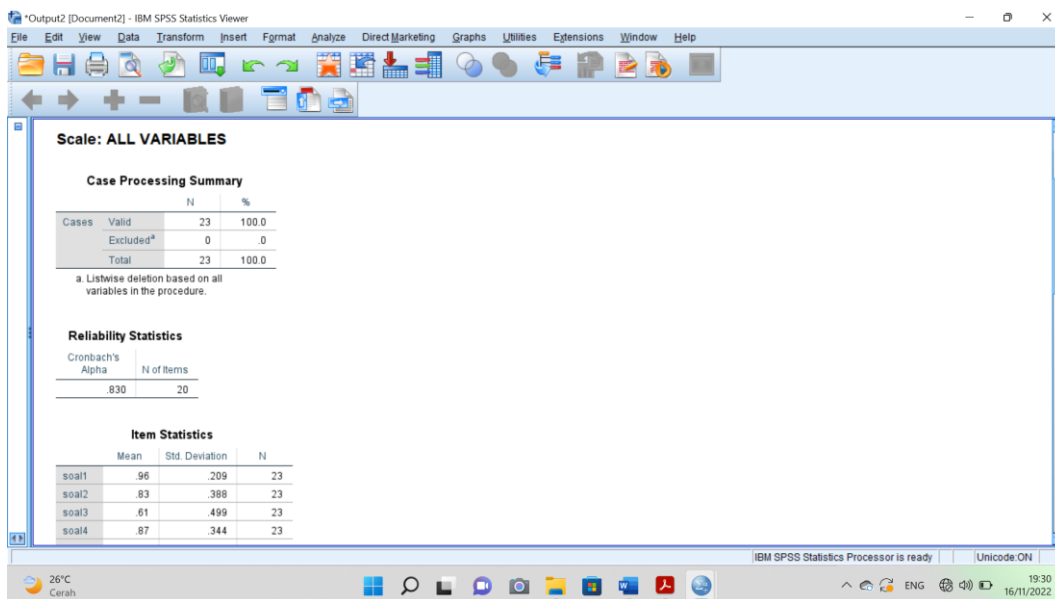 *Output2 [Document2] - IBM SPSS Statistics Viewer
File Edit View Data Transform Insert Format Analyze Direct Marketing Graphs Utilities Extensions Window Help
Scale: ALL VARIABLES
Case Processing Summary
N %
Cases Valid 23 100.0
Excludedᵃ 0 .0
Total 23 100.0
a. Listwise deletion based on all
variables in the procedure.
Reliability Statistics
Cronbach's
Alpha N of Items
.830 20
Item Statistics
Mean Std. Deviation N
soal1 .96 .209 23
soal2 .83 .388 23
soal3 .61 .499 23
soal4 .87 .344 23
IBM SPSS Statistics Processor is ready Unicode:ON
26°C
Cerah
ENG
19:30
16/11/2022